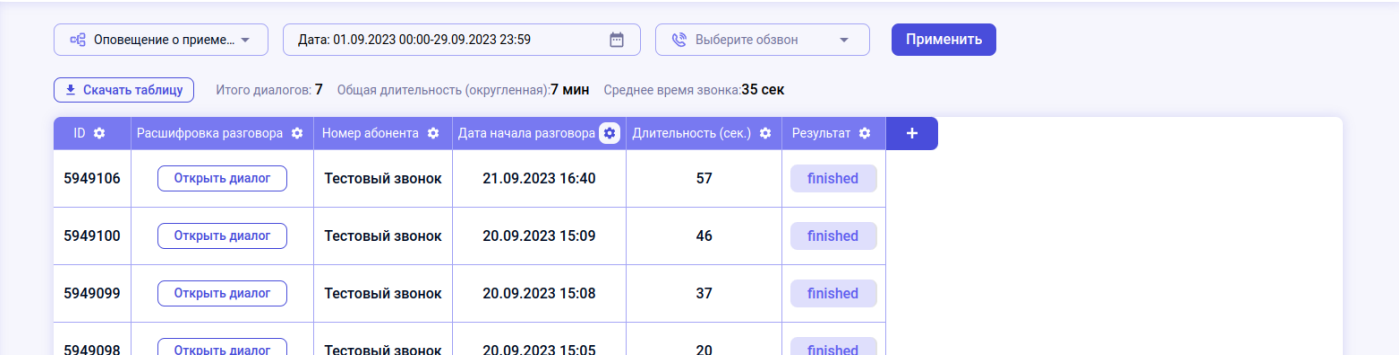 Оповещение о приеме... Дата: 01.09.2023 00:00-29.09.2023 23:59 Выберите обзвон Применить
Скачать таблицу Итого диалогов: 7 Общая длительность (округленная):7 мин Среднее время звонка:35 сек
ID Расшифровка разговора Номер абонента Дата начала разговора Длительность (сек.) Результат +
5949106 Открыть диалог Тестовый звонок 21.09.2023 16:40 57 finished
5949100 Открыть диалог Тестовый звонок 20.09.2023 15:09 46 finished
5949099 Открыть диалог Тестовый звонок 20.09.2023 15:08 37 finished
5949098 Открыть диалог Тестовый звонок 20.09.2023 15:05 20 finished